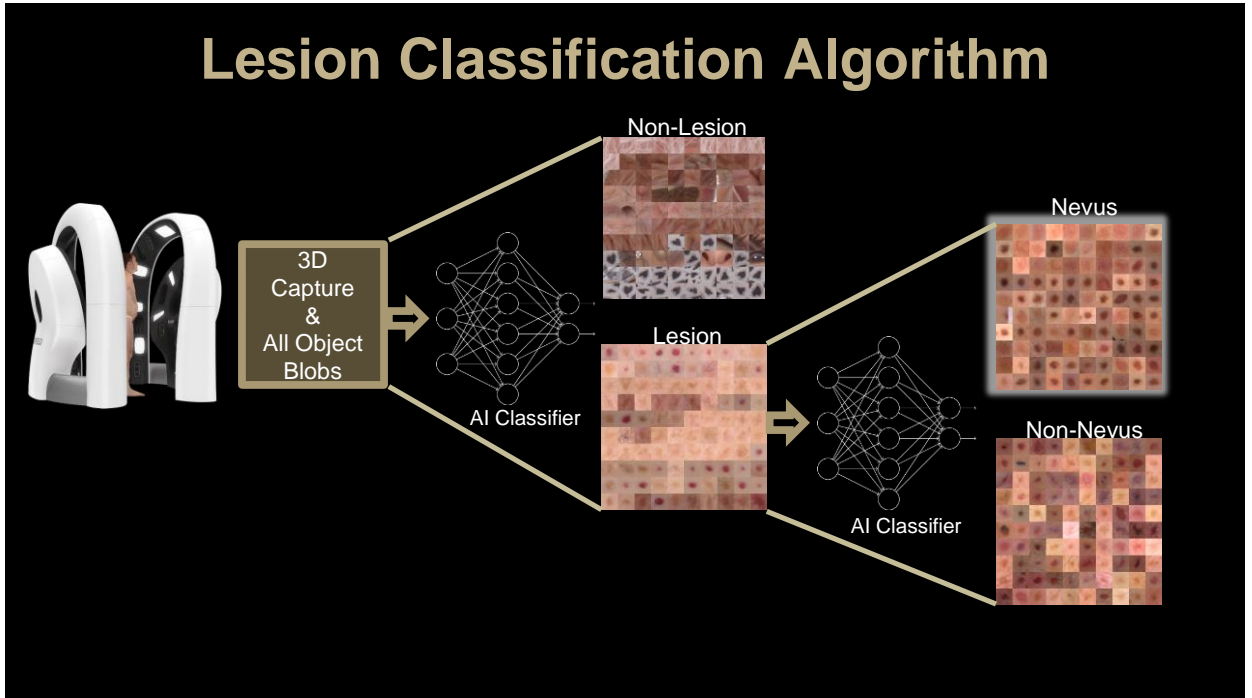 Lesion Classification Algorithm
Non-Lesion
Nevus
3D
Capture
&
All Object
Blobs
Lesion
AI Classifier
Non-Nevus
AI Classifier